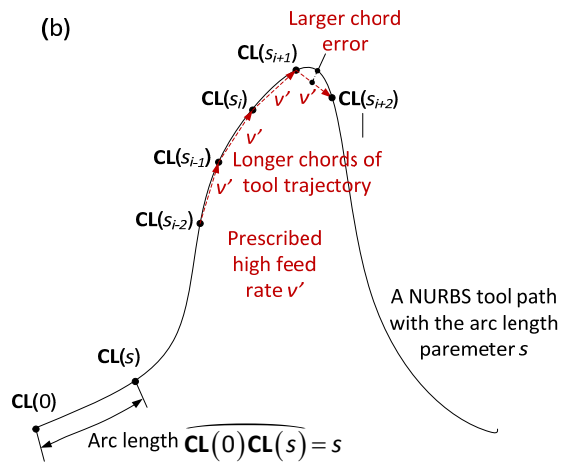 (b)
Larger chord
error
CL(sᵢ₊₁)
CL(sᵢ)
v’
v’
CL(sᵢ₊₂)
v’
CL(sᵢ₋₁)
Longer chords of
tool trajectory
v’
CL(sᵢ₋₂)
Prescribed
high feed
rate v’
A NURBS tool path
with the arc length
paremeter s
CL(s)
CL(0)
Arc length CL(0)CL(s) = s